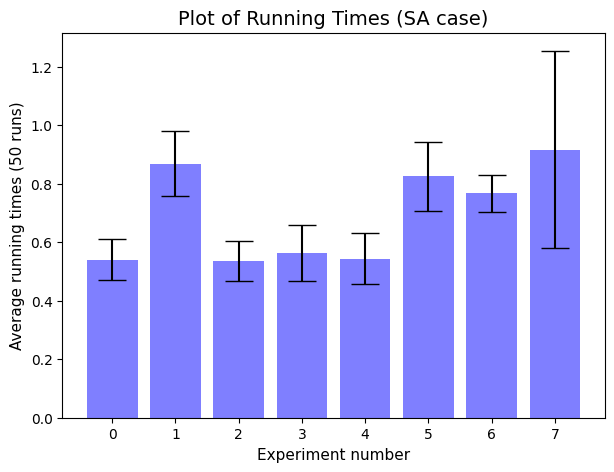 Plot of Running Times (SA case)
Average running times (50 runs)
1.2
1.0
0.8
0.6
0.4
0.2
0.0
0 1 2 3 4 5 6 7
Experiment number